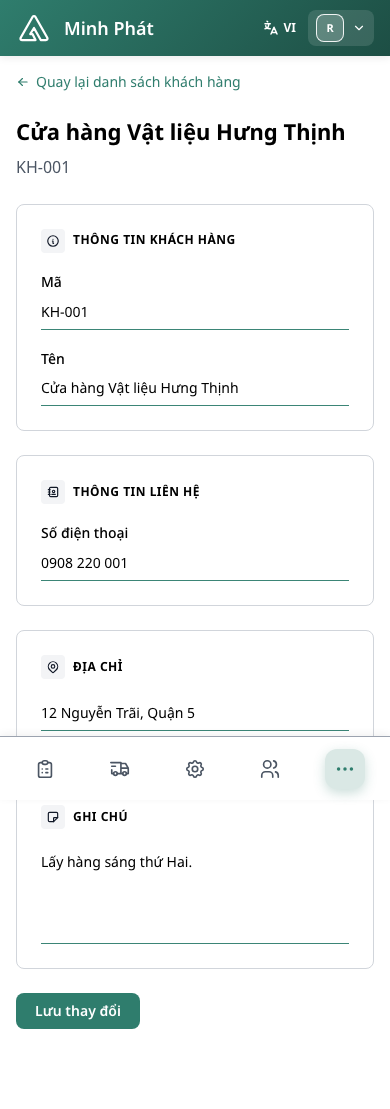 Minh Phát
VI
R
Quay lại danh sách khách hàng
Cửa hàng Vật liệu Hưng Thịnh
KH-001
THÔNG TIN KHÁCH HÀNG
Mã
KH-001
Tên
Cửa hàng Vật liệu Hưng Thịnh
THÔNG TIN LIÊN HỆ
Số điện thoại
0908 220 001
ĐỊA CHỈ
12 Nguyễn Trãi, Quận 5
GHI CHÚ
Lấy hàng sáng thứ Hai.
Lưu thay đổi